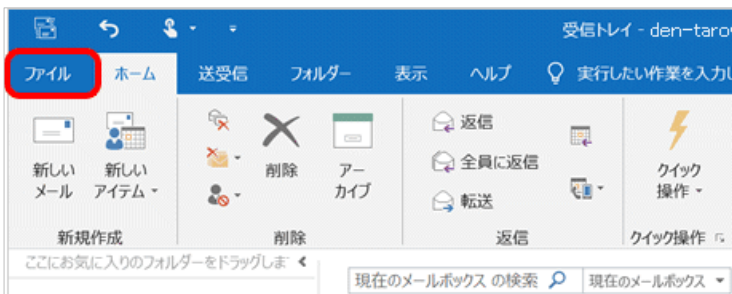 受信トレイ - den-taro
ファイル ホーム 送受信 フォルダー 表示 ヘルプ 実行したい作業を入力し
新しい
メール
新しい
アイテム
新規作成
削除
アー
カイブ
削除
返信
全員に返信
転送
返信
クイック
操作
クイック操作
ここにお気に入りのフォルダーをドラッグしま
現在のメールボックス の検索 現在のメールボックス